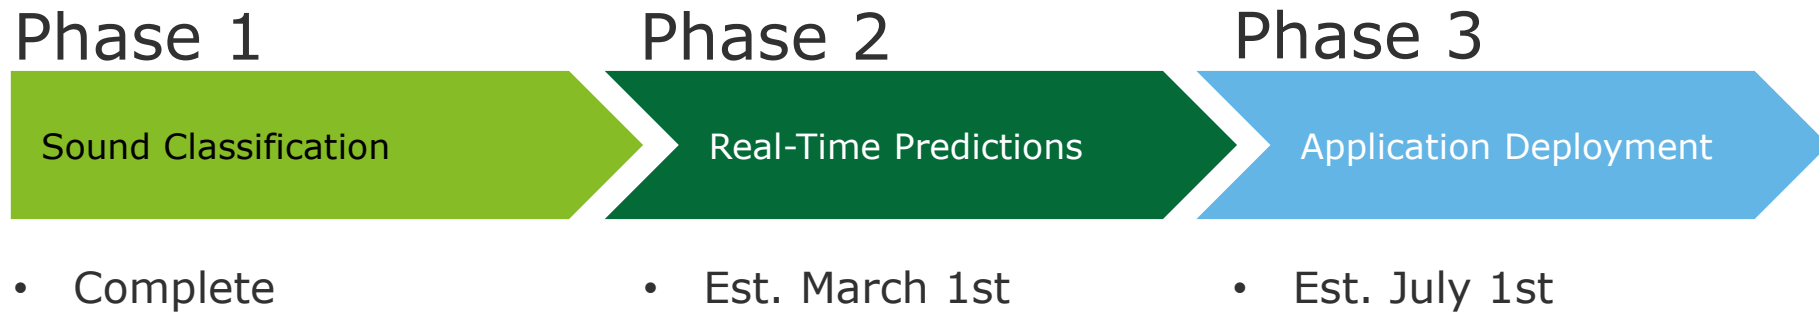 Phase 1
Sound Classification
• Complete
Phase 2
Real-Time Predictions
• Est. March 1st
Phase 3
Application Deployment
• Est. July 1st